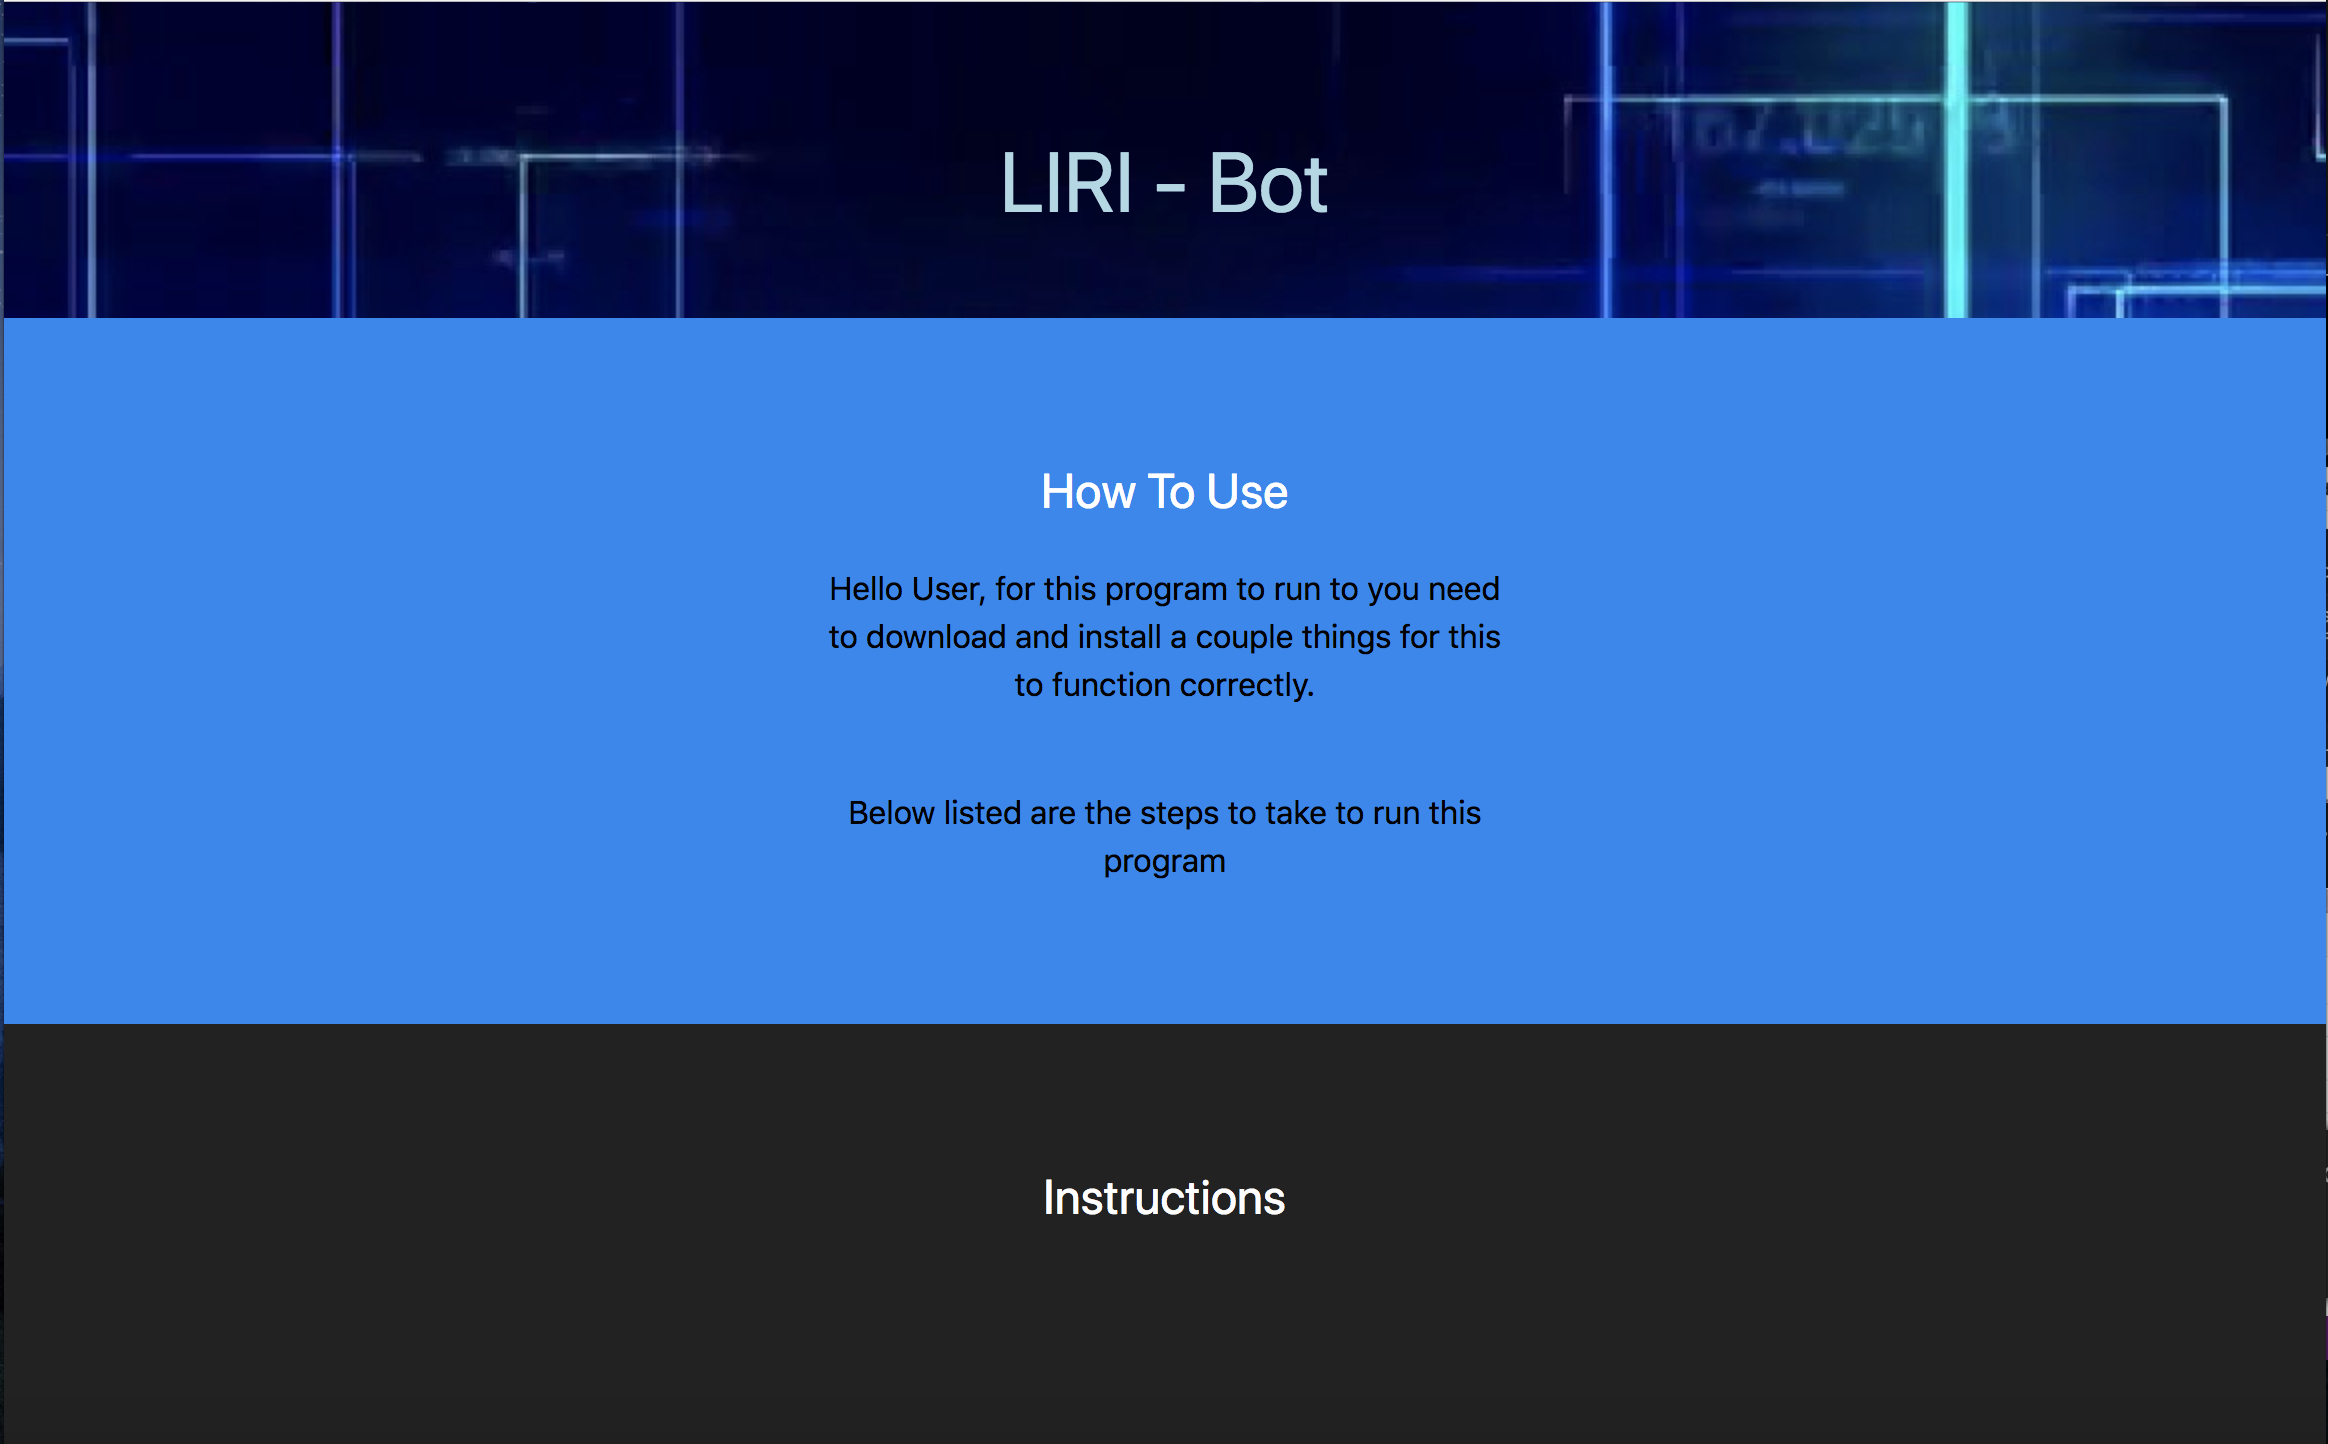 LIRI - Bot
How To Use
Hello User, for this program to run to you need
to download and install a couple things for this
to function correctly.
Below listed are the steps to take to run this
program
Instructions